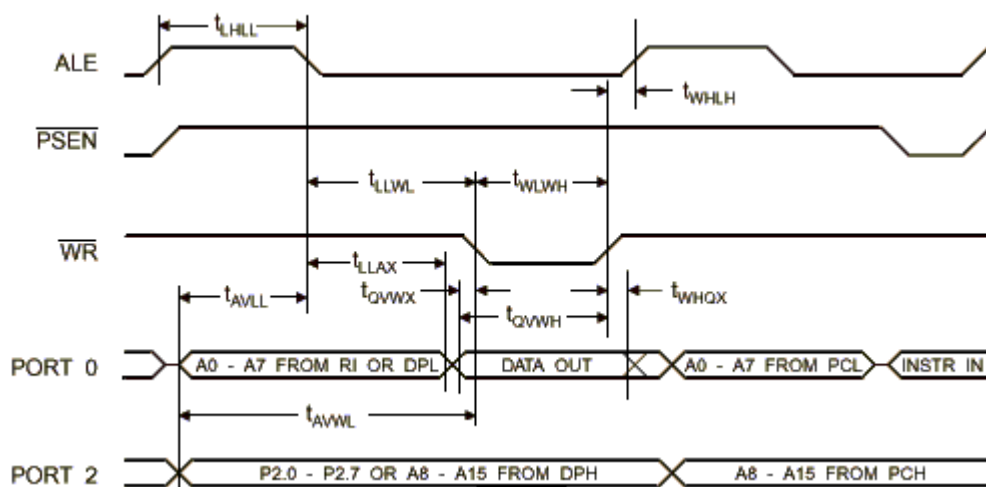 tLHLL
ALE
tWHLH
PSEN
tLLWL tWLWH
WR
tLLAX
tAVLL tQVWX tWHQX
tQVWH
PORT 0 A0 - A7 FROM RI OR DPL DATA OUT A0 - A7 FROM PCL INSTR IN
tAVWL
PORT 2 P2.0 - P2.7 OR A8 - A15 FROM DPH A8 - A15 FROM PCH